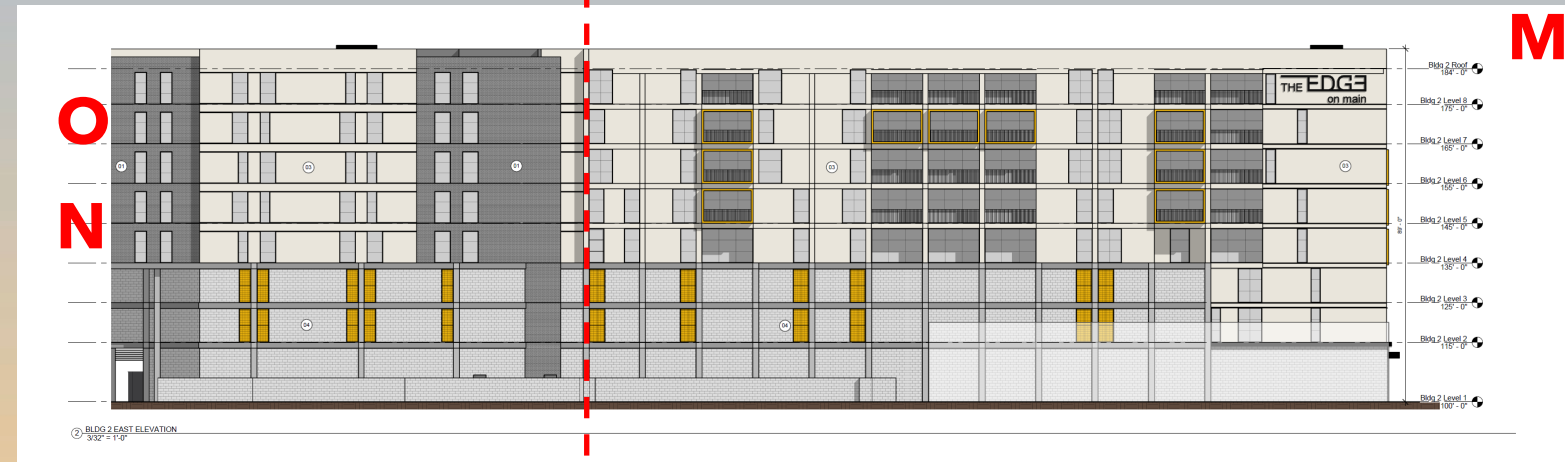 M
O
N
Bldg 2 Roof
184' - 0"
THE EDGE
on main
Bldg 2 Level 8
175' - 0"
Bldg 2 Level 7
165' - 0"
01
03
01
03
03
Bldg 2 Level 6
155' - 0"
Bldg 2 Level 5
145' - 0"
89' - 0"
Bldg 2 Level 4
135' - 0"
Bldg 2 Level 3
125' - 0"
04
04
Bldg 2 Level 2
115' - 0"
Bldg 2 Level 1
100' - 0"
2 BLDG 2 EAST ELEVATION
3/32" = 1'-0"